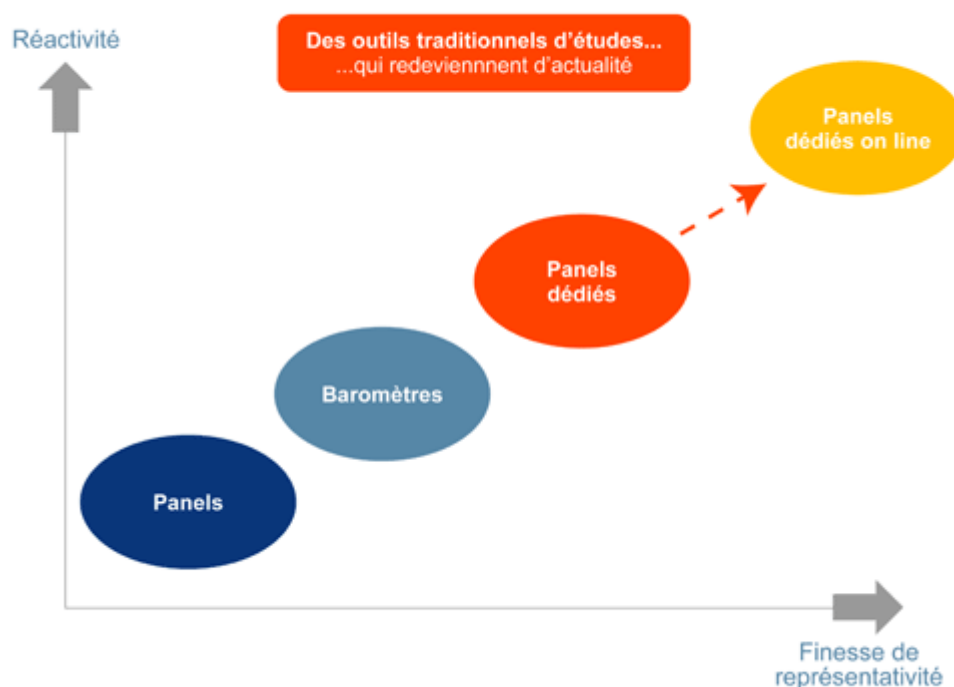 Réactivité
Des outils traditionnels d'études...
...qui redeviennnent d'actualité
Panels
dédiés on line
Panels
dédiés
Baromètres
Panels
Finesse de
représentativité